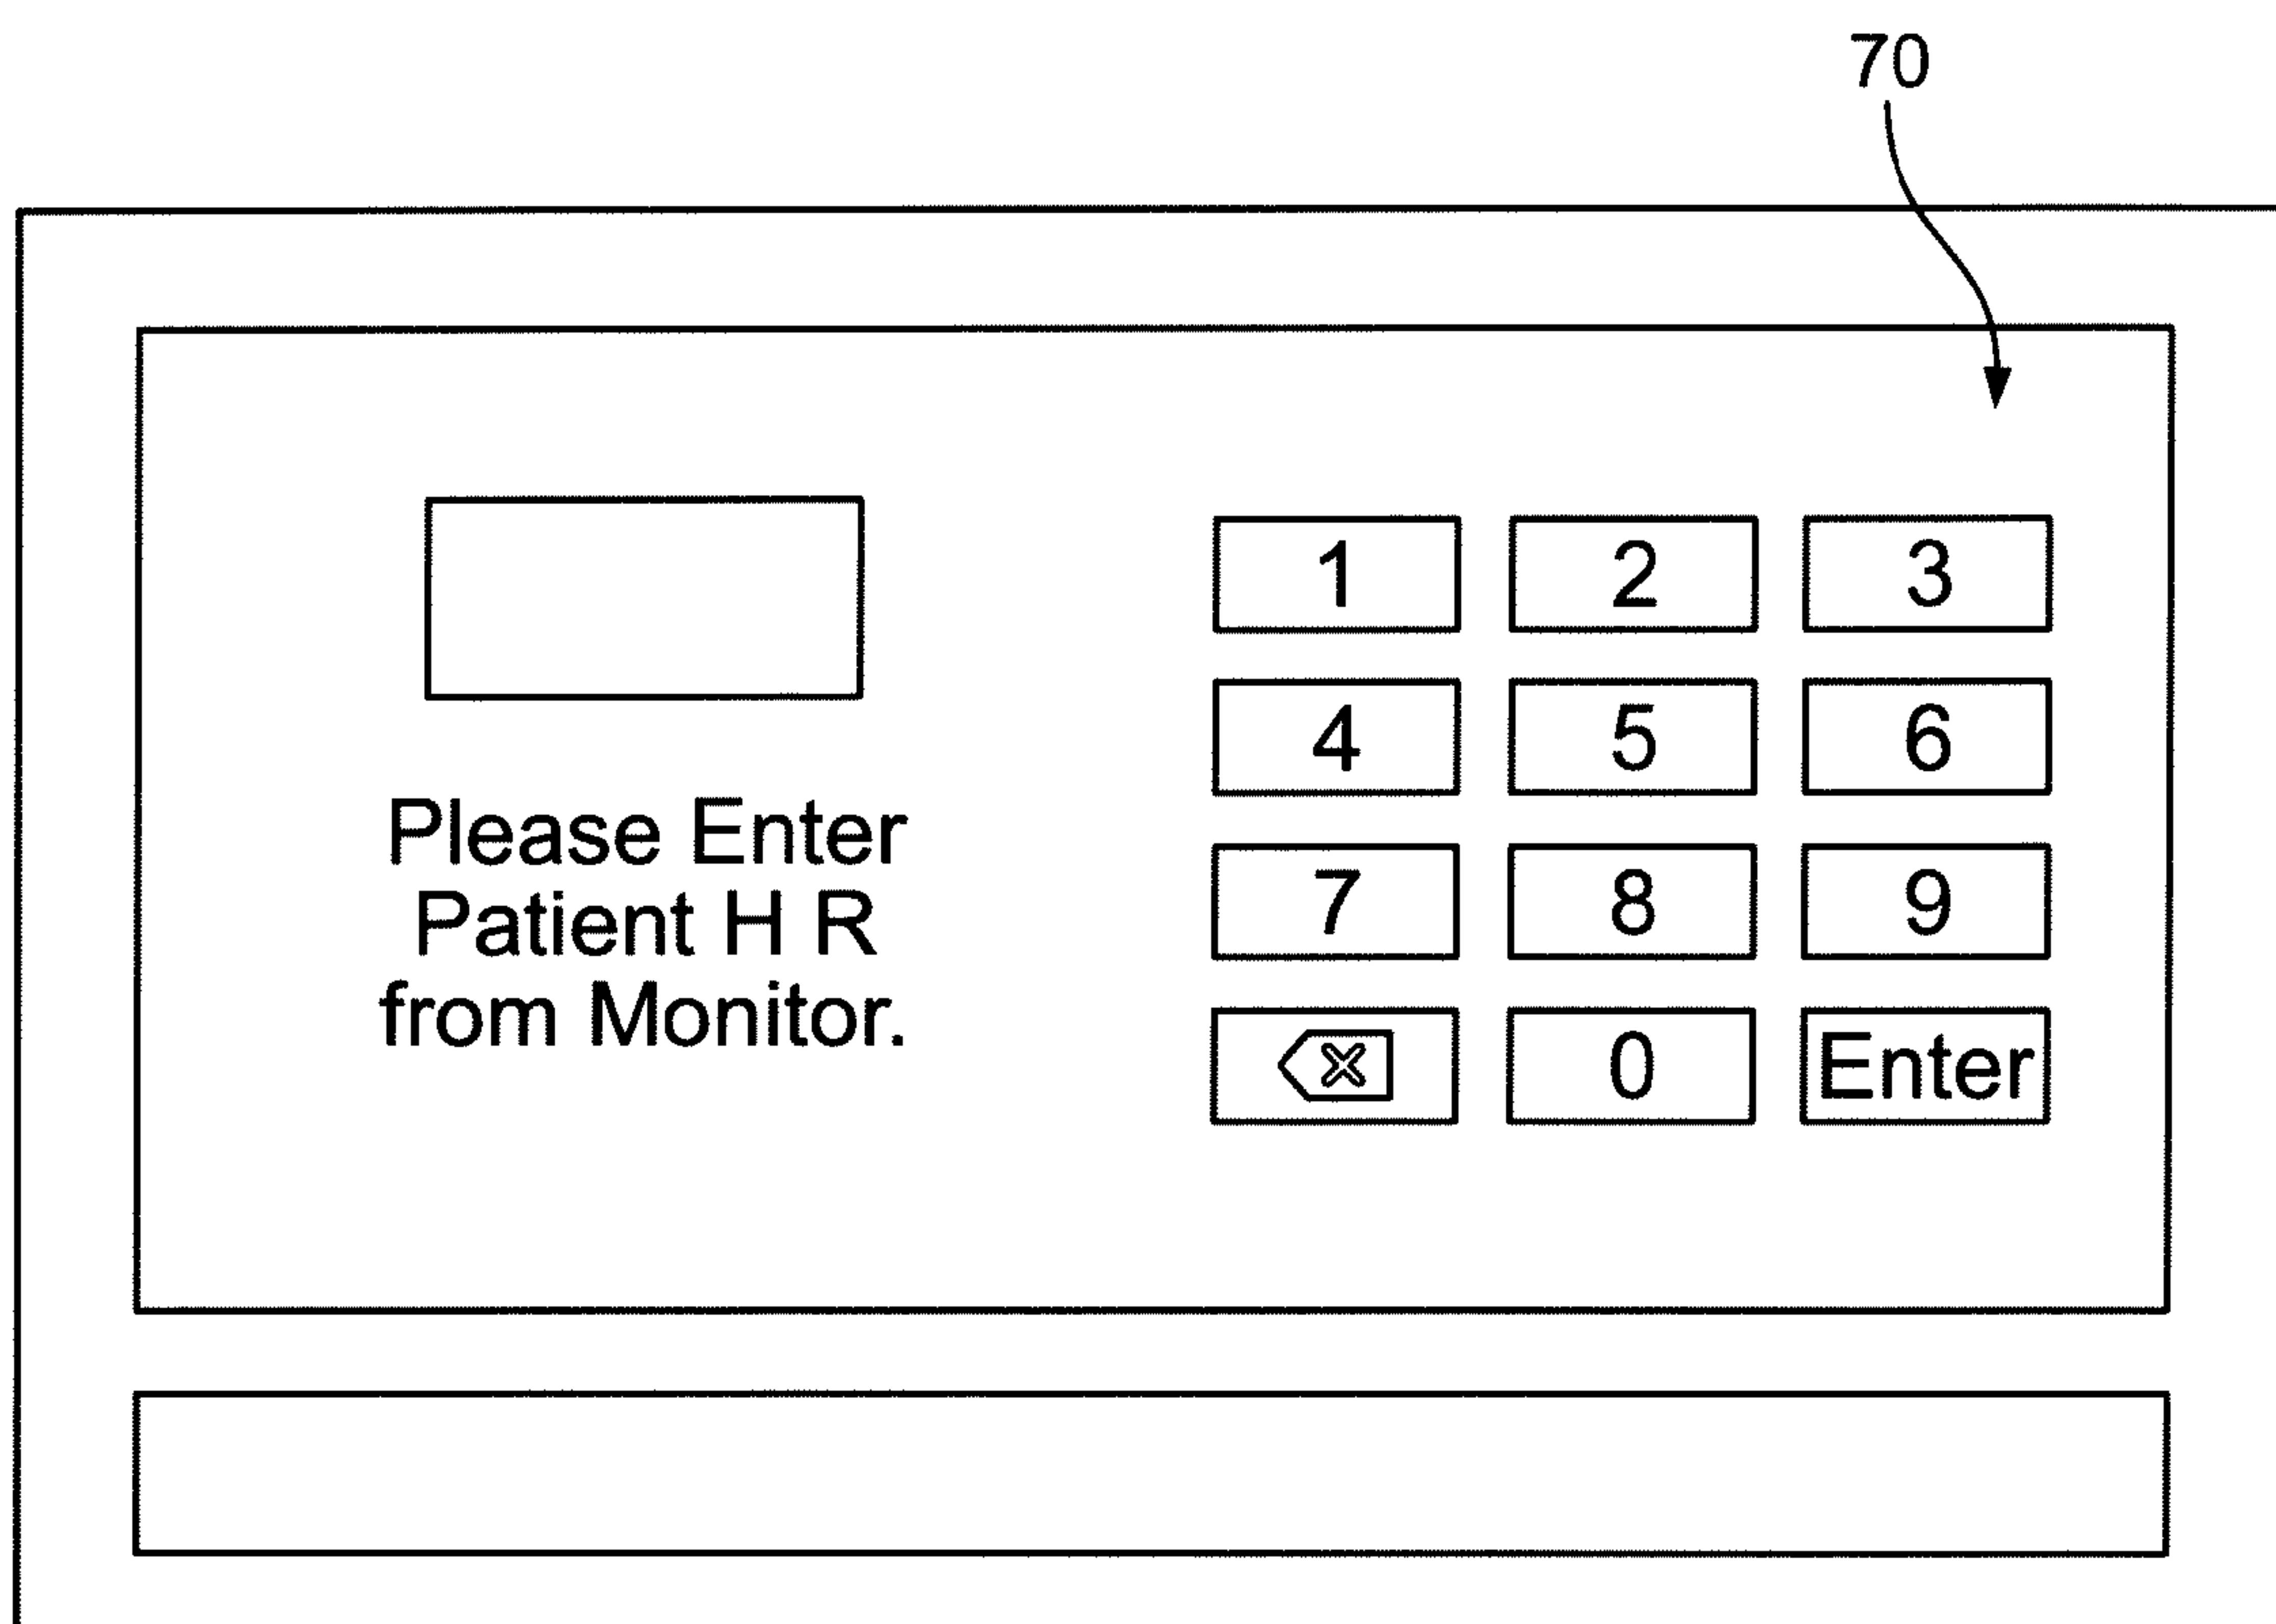 70
1 2 3
4 5 6
Please Enter
Patient H R
from Monitor.
7 8 9
0 Enter